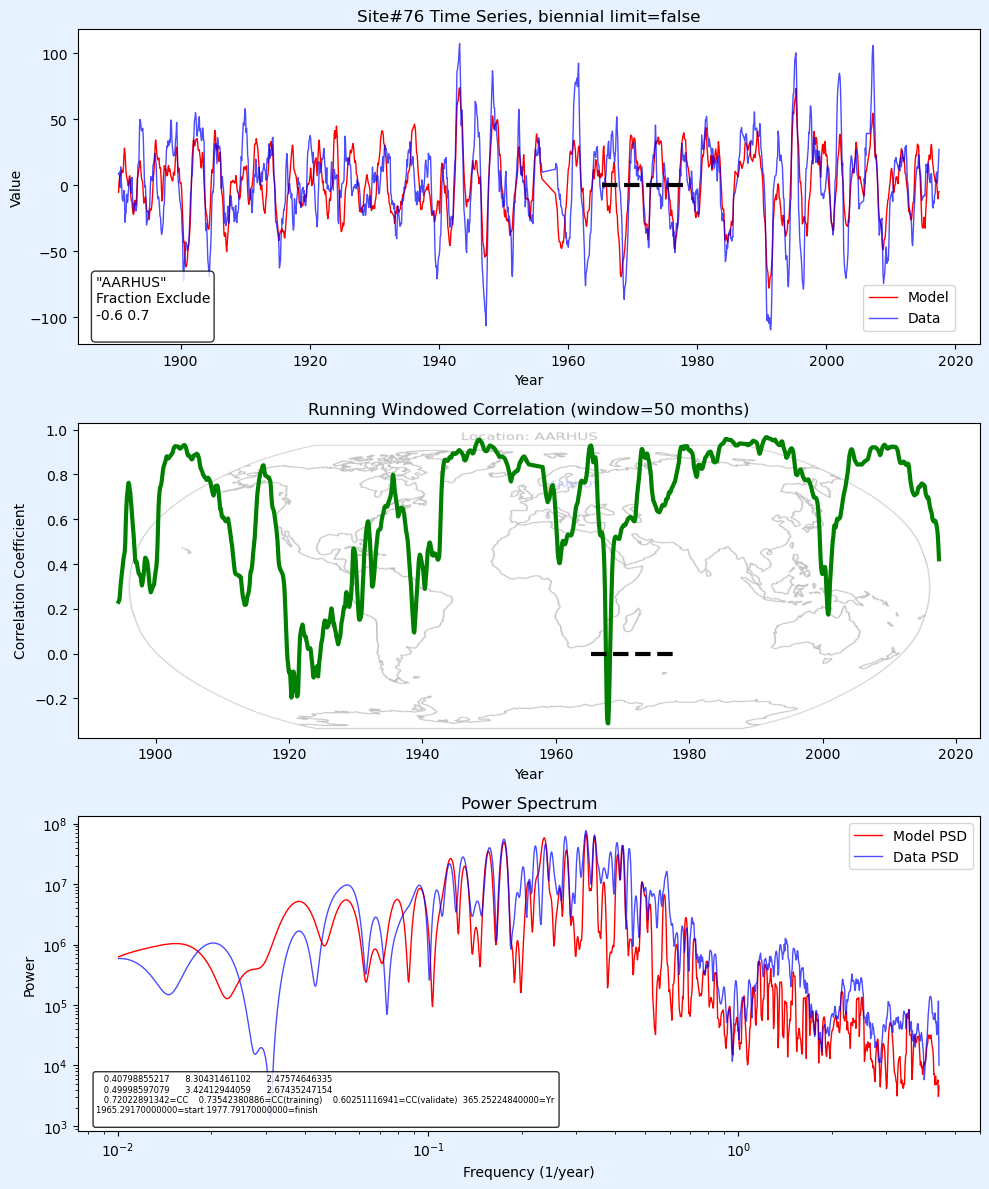 Site#76 Time Series, biennial limit=false
100
50
0
−50
−100
Value
"AARHUS"
Fraction Exclude
-0.6 0.7
Model
Data
1900
1920
1940
1960
1980
2000
2020
Year
Running Windowed Correlation (window=50 months)
Location: AARHUS
1.0
0.8
0.6
0.4
0.2
0.0
−0.2
Correlation Coefficient
1900
1920
1940
1960
1980
2000
2020
Year
Power Spectrum
10^8
10^7
10^6
10^5
10^4
10^3
Power
Model PSD
Data PSD
0.40798855217 8.30431461102 2.47574646335
0.49998597079 3.42412944059 2.67435247154
0.72022891342=CC 0.73542380886=CC(training) 0.60251116941=CC(validate) 365.25224840000=Yr
1965.29170000000=start 1977.79170000000=finish
10^−2
10^−1
10^0
Frequency (1/year)